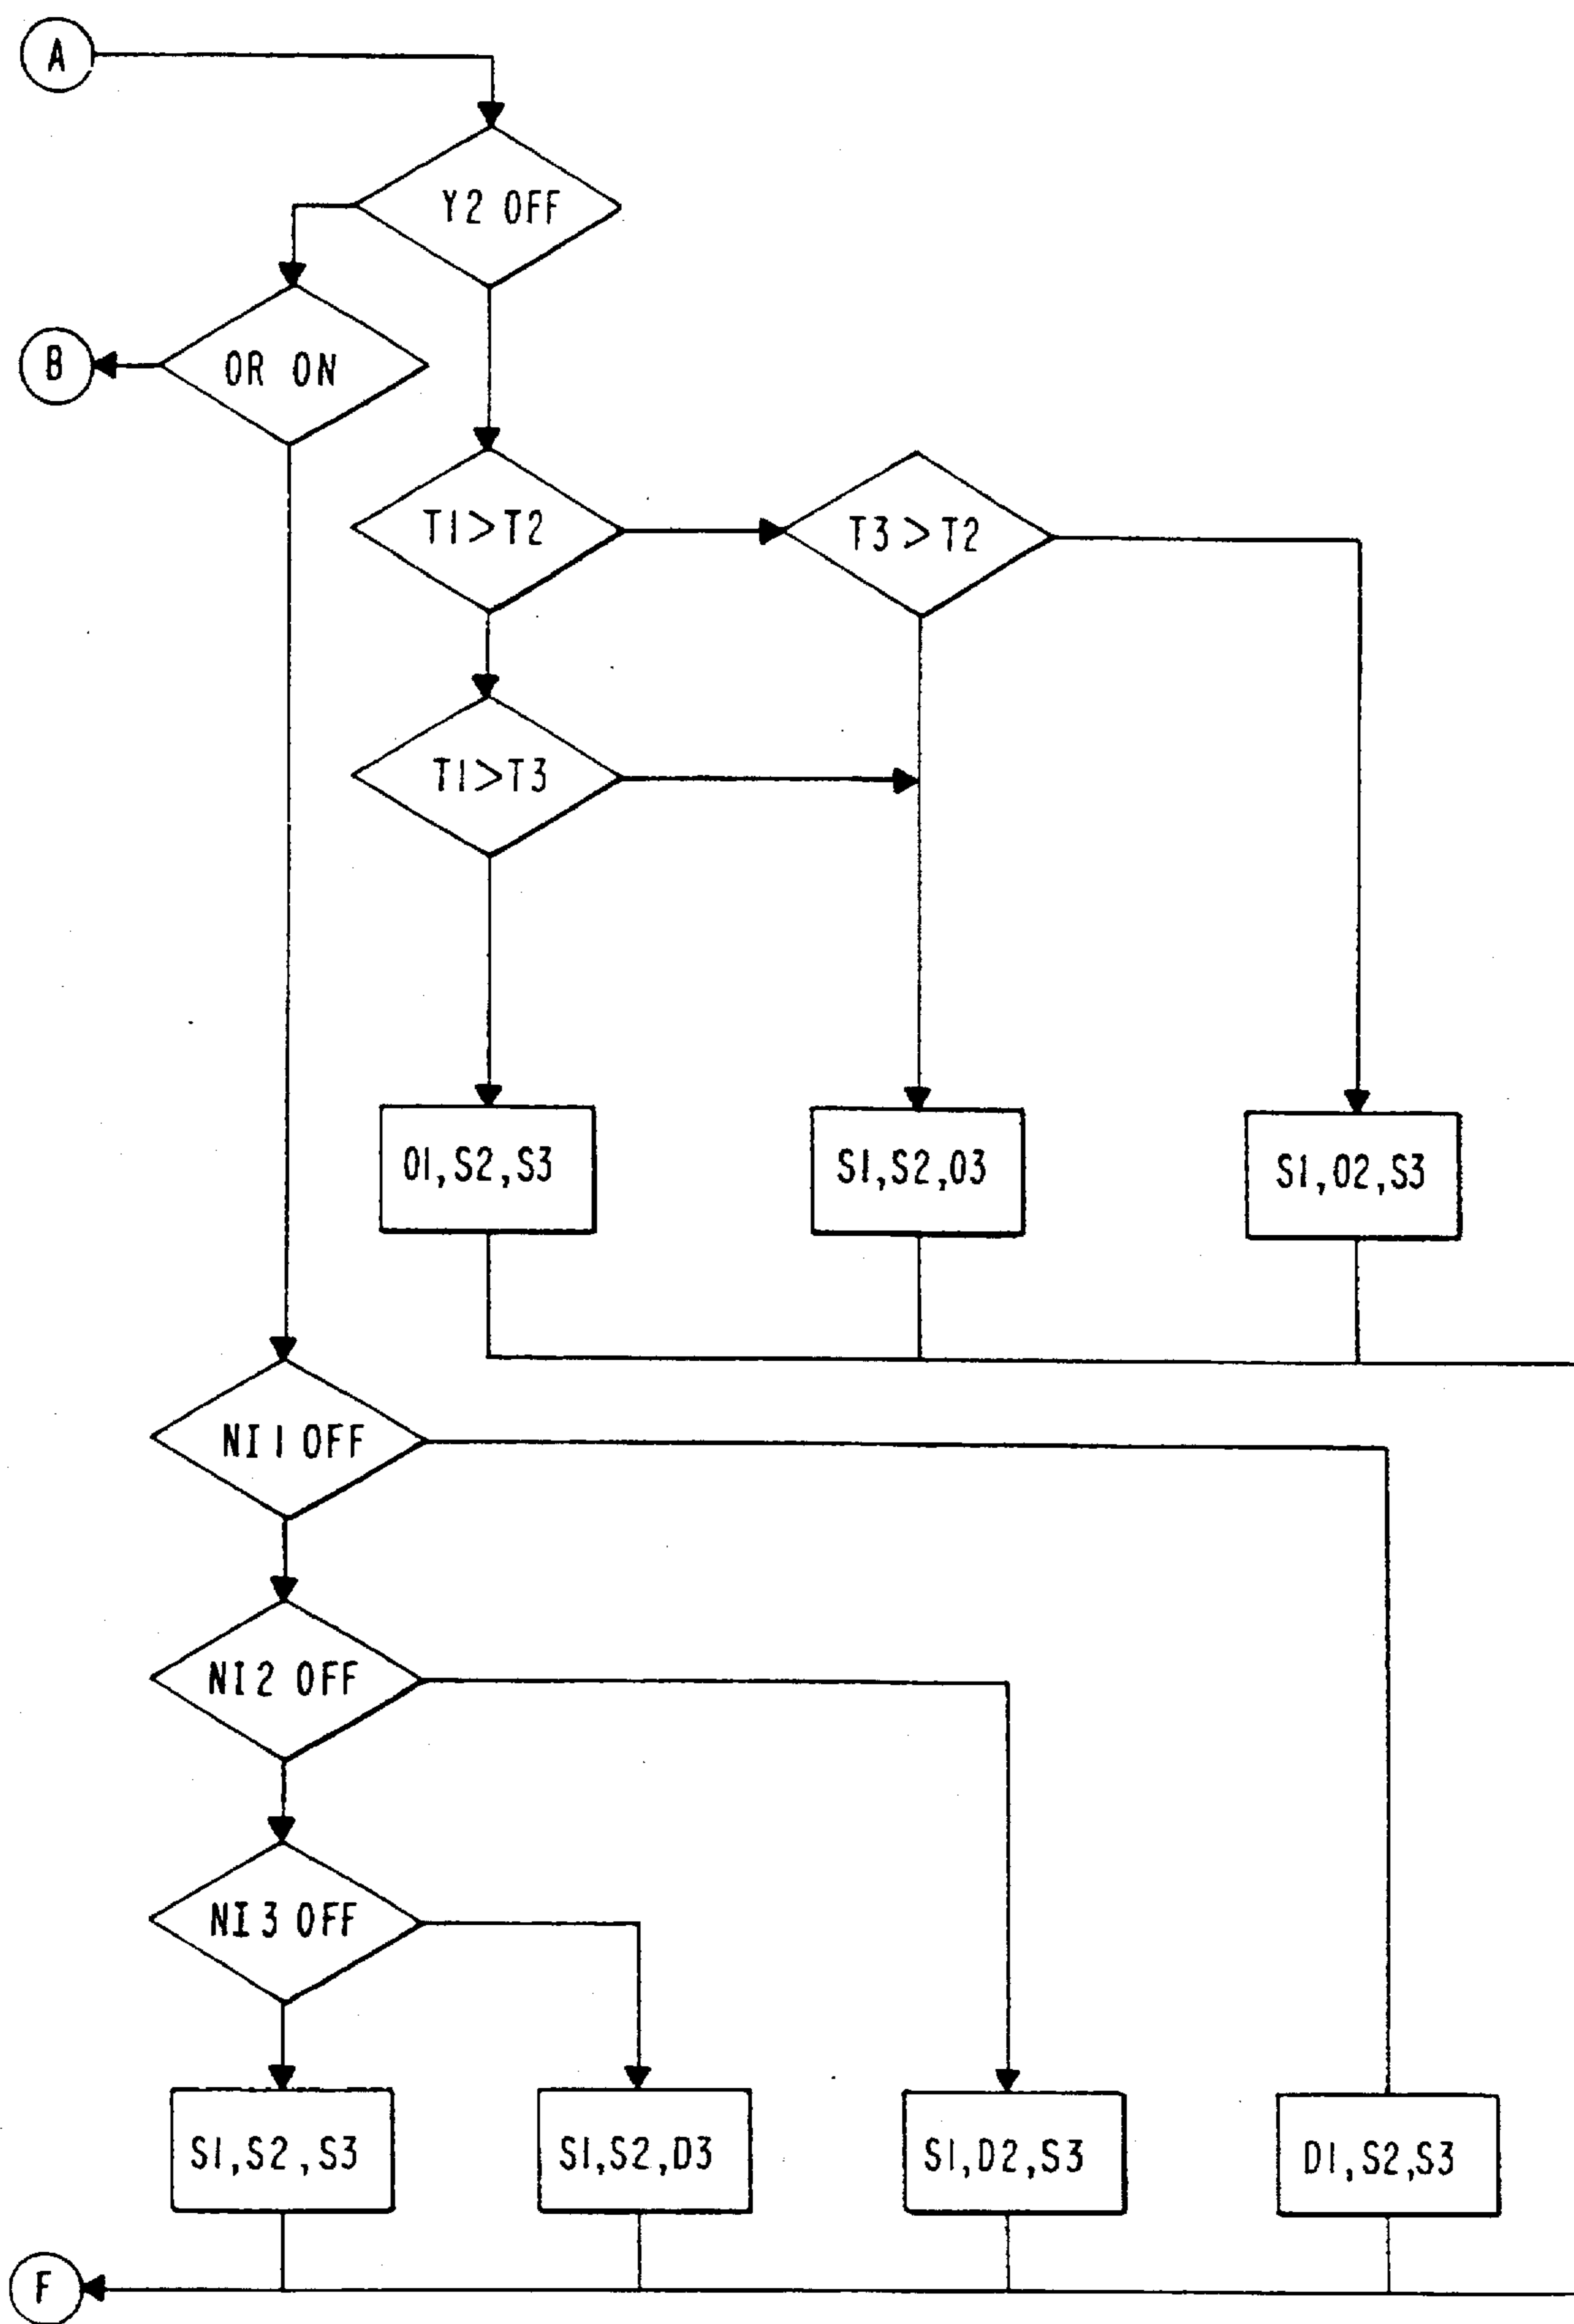 A
Y2 OFF
B
OR ON
T1>T2
T3>T2
T1>T3
O1,S2,S3
S1,S2,O3
S1,O2,S3
NI1 OFF
NI2 OFF
NI3 OFF
S1,S2,S3
S1,S2,D3
S1,D2,S3
D1,S2,S3
F